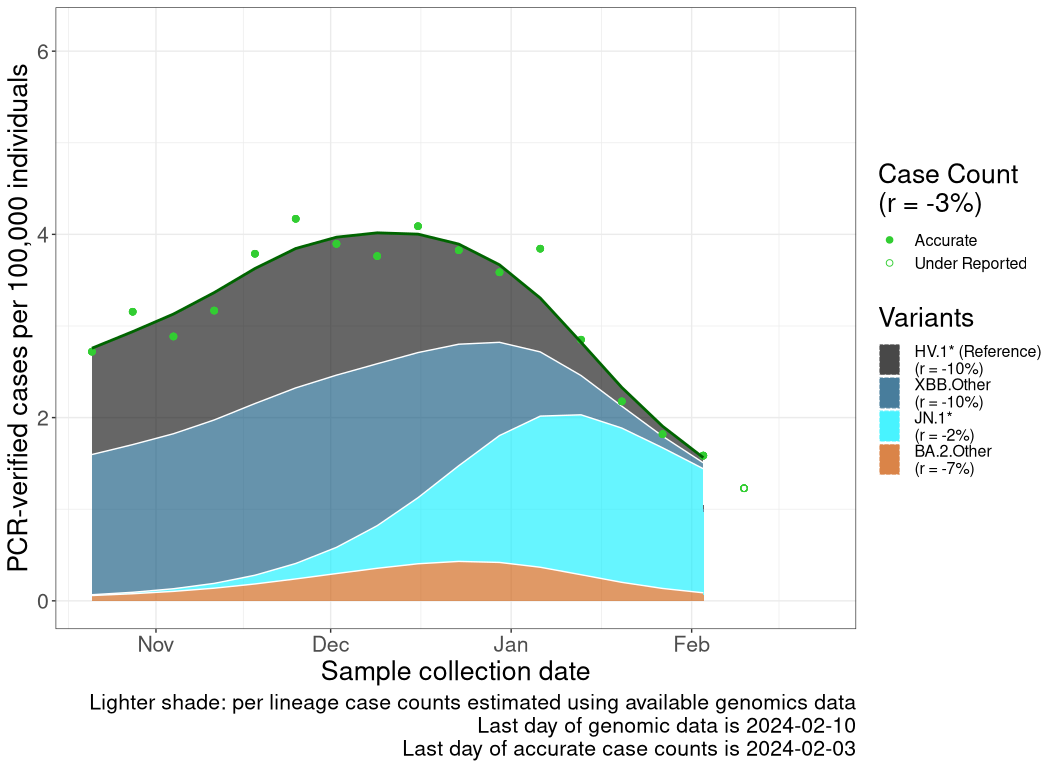 PCR-verified cases per 100,000 individuals
6
4
2
0
Nov Dec Jan Feb
Sample collection date
Lighter shade: per lineage case counts estimated using available genomics data
Last day of genomic data is 2024-02-10
Last day of accurate case counts is 2024-02-03
Case Count
(r = -3%)
Accurate
Under Reported
Variants
HV.1* (Reference)
(r = -10%)
XBB.Other
(r = -10%)
JN.1*
(r = -2%)
BA.2.Other
(r = -7%)